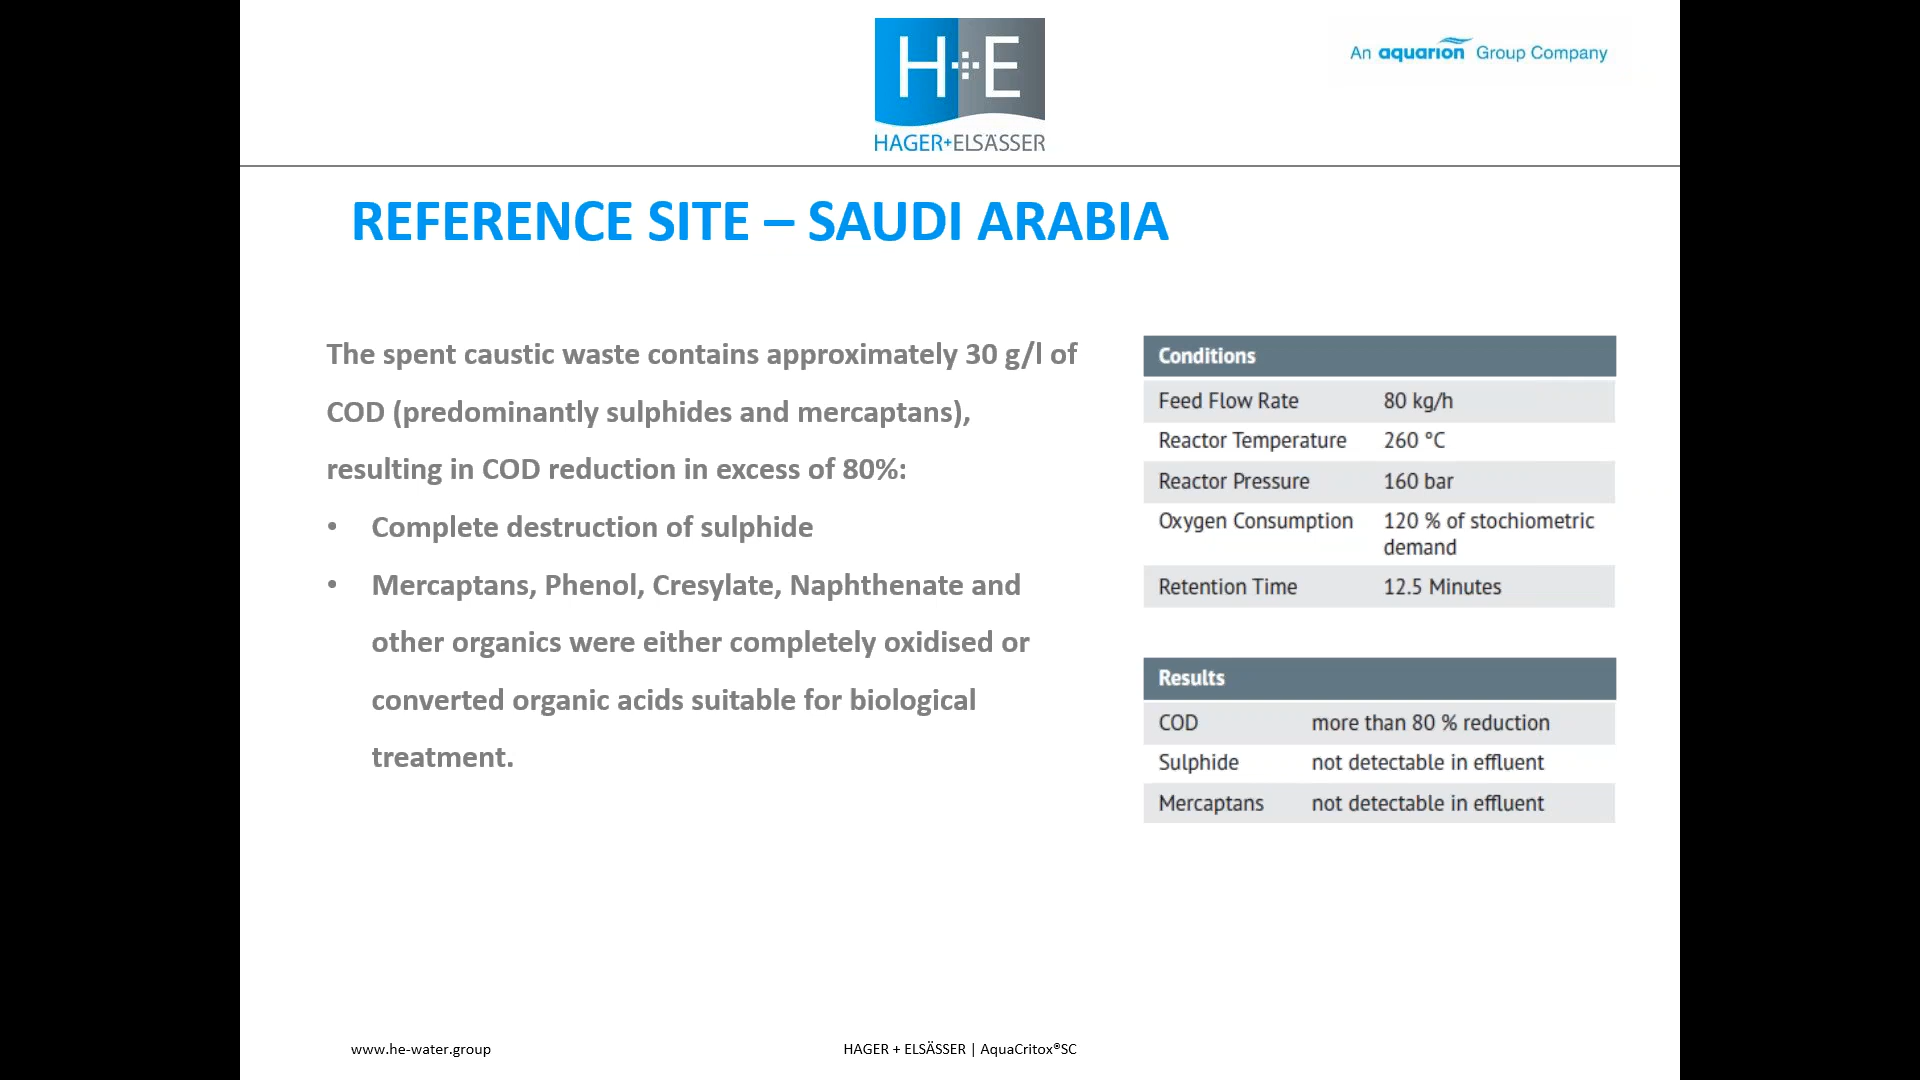 H+E
HAGER+ELSÄSSER
An aquarion Group Company
REFERENCE SITE – SAUDI ARABIA
The spent caustic waste contains approximately 30 g/l of
COD (predominantly sulphides and mercaptans),
resulting in COD reduction in excess of 80%:
• Complete destruction of sulphide
• Mercaptans, Phenol, Cresylate, Naphthenate and
other organics were either completely oxidised or
converted organic acids suitable for biological
treatment.
Conditions
Feed Flow Rate 80 kg/h
Reactor Temperature 260 °C
Reactor Pressure 160 bar
Oxygen Consumption 120 % of stochiometric
demand
Retention Time 12.5 Minutes
Results
COD more than 80 % reduction
Sulphide not detectable in effluent
Mercaptans not detectable in effluent
www.he-water.group
HAGER + ELSÄSSER | AquaCritox®SC